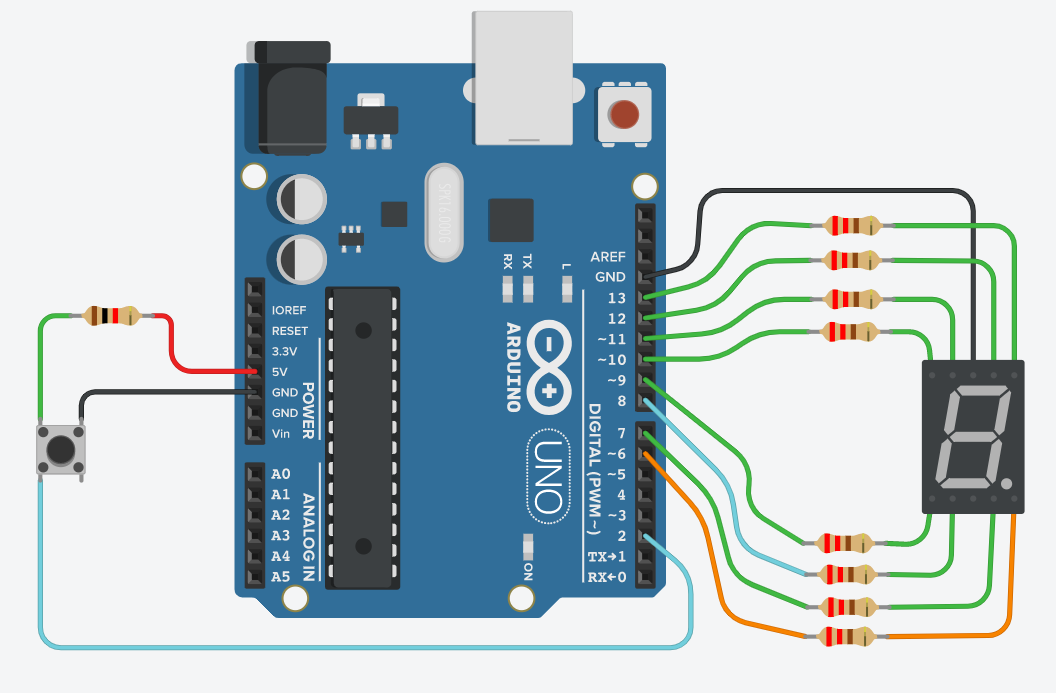 SPK16.000G
RX
TX
L
AREF
GND
13
12
~11
~10
~9
8
7
~6
~5
4
~3
2
TX→1
RX←0
DIGITAL (PWM~)
ARDUINO
UNO
ON
IOREF
RESET
3.3V
5V
GND
GND
Vin
POWER
A0
A1
A2
A3
A4
A5
ANALOG IN